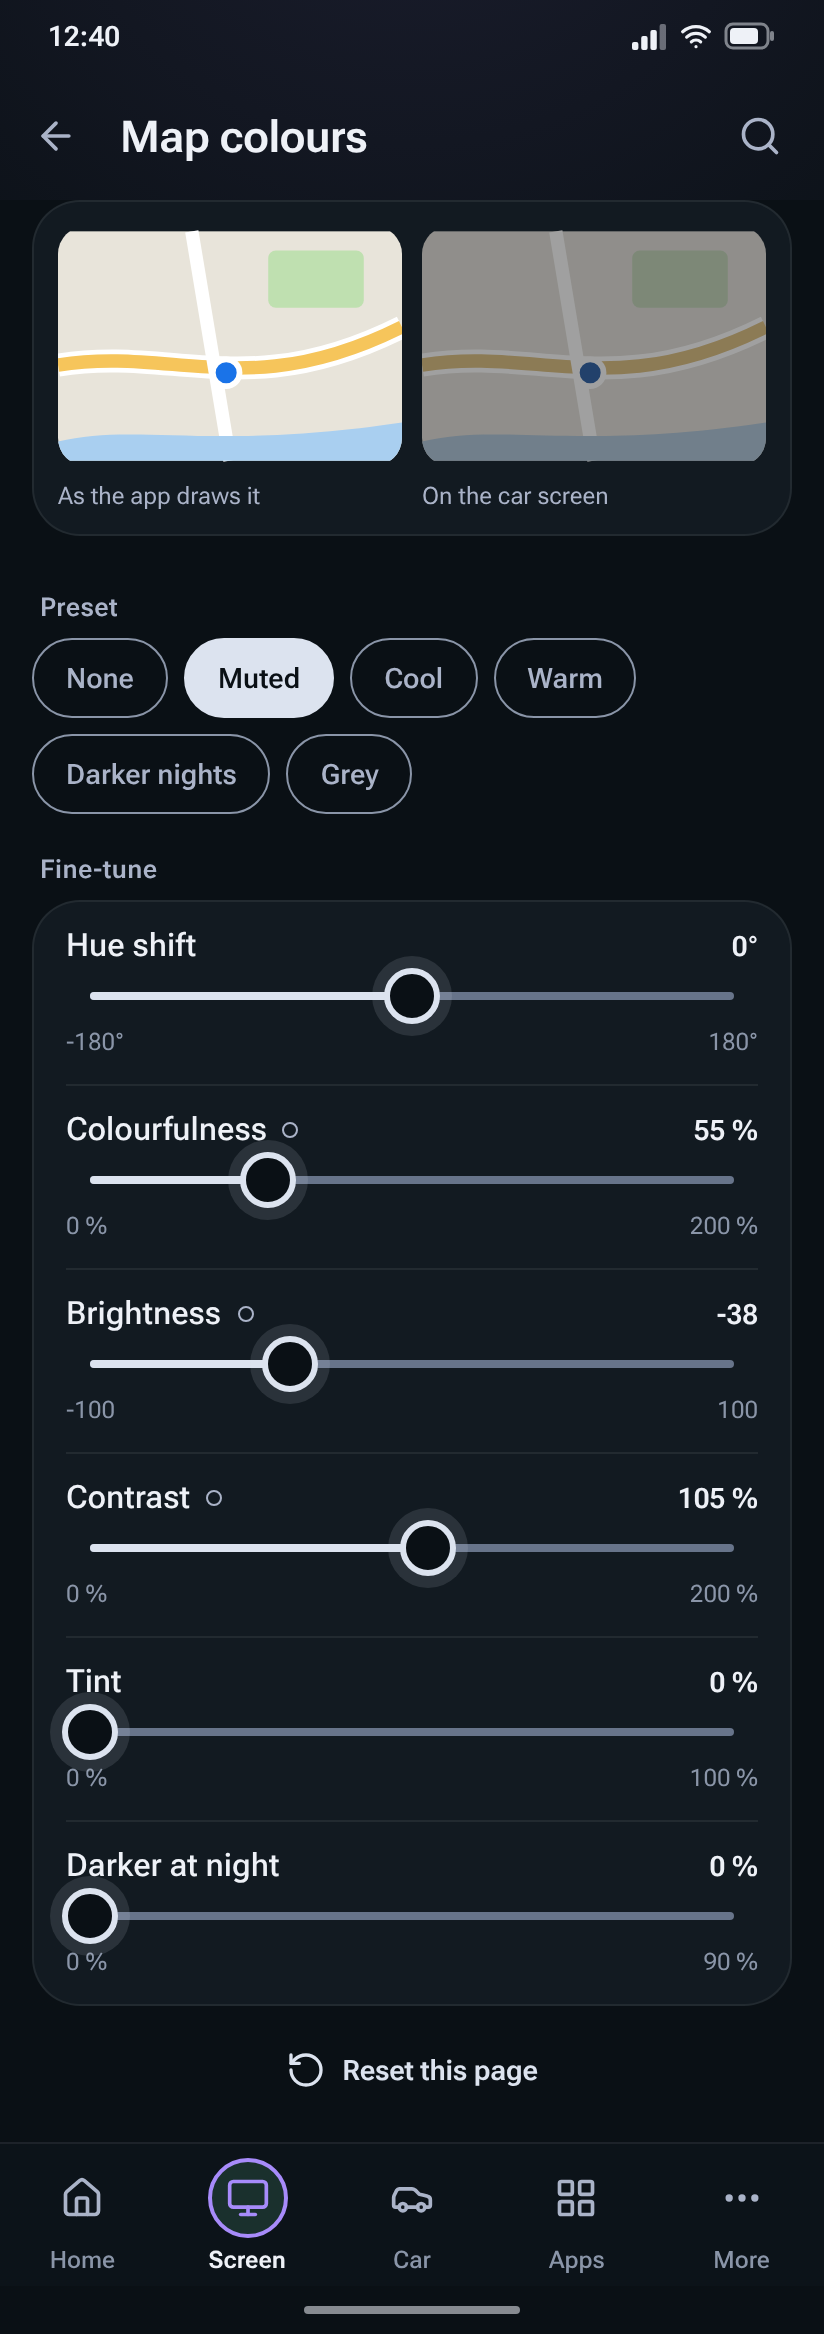 12:40
Map colours
As the app draws it
On the car screen
Preset
None
Muted
Cool
Warm
Darker nights
Grey
Fine-tune
Hue shift
0°
-180°
180°
Colourfulness
55 %
0 %
200 %
Brightness
-38
-100
100
Contrast
105 %
0 %
200 %
Tint
0 %
0 %
100 %
Darker at night
0 %
0 %
90 %
Reset this page
Home
Screen
Car
Apps
More